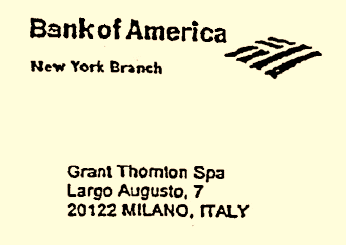 Bank of America
New York Branch
Grant Thornton Spa
Largo Augusto, 7
20122 MILANO, ITALY